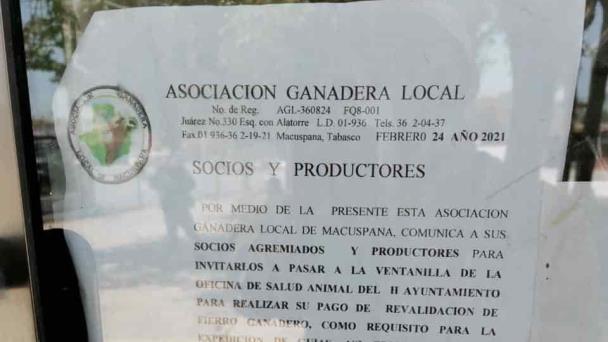 ASOCIACION GANADERA LOCAL
No. de Reg. AGL-360824 FQ8-001
Juárez No.330 Esq. con Alatorre L.D. 01-936 Tels. 36 2-04-37
Fax.01 936-36 2-19-21 Macuspana, Tabasco FEBRERO 24 AÑO 2021
SOCIOS Y PRODUCTORES
POR MEDIO DE LA PRESENTE ESTA ASOCIACION
GANADERA LOCAL DE MACUSPANA, COMUNICA A SUS
SOCIOS AGREMIADOS Y PRODUCTORES PARA
INVITARLOS A PASAR A LA VENTANILLA DE LA
OFICINA DE SALUD ANIMAL DEL H AYUNTAMIENTO
PARA REALIZAR SU PAGO DE REVALIDACION DE
FIERRO GANADERO, COMO REQUISITO PARA LA
EXPEDICION DE